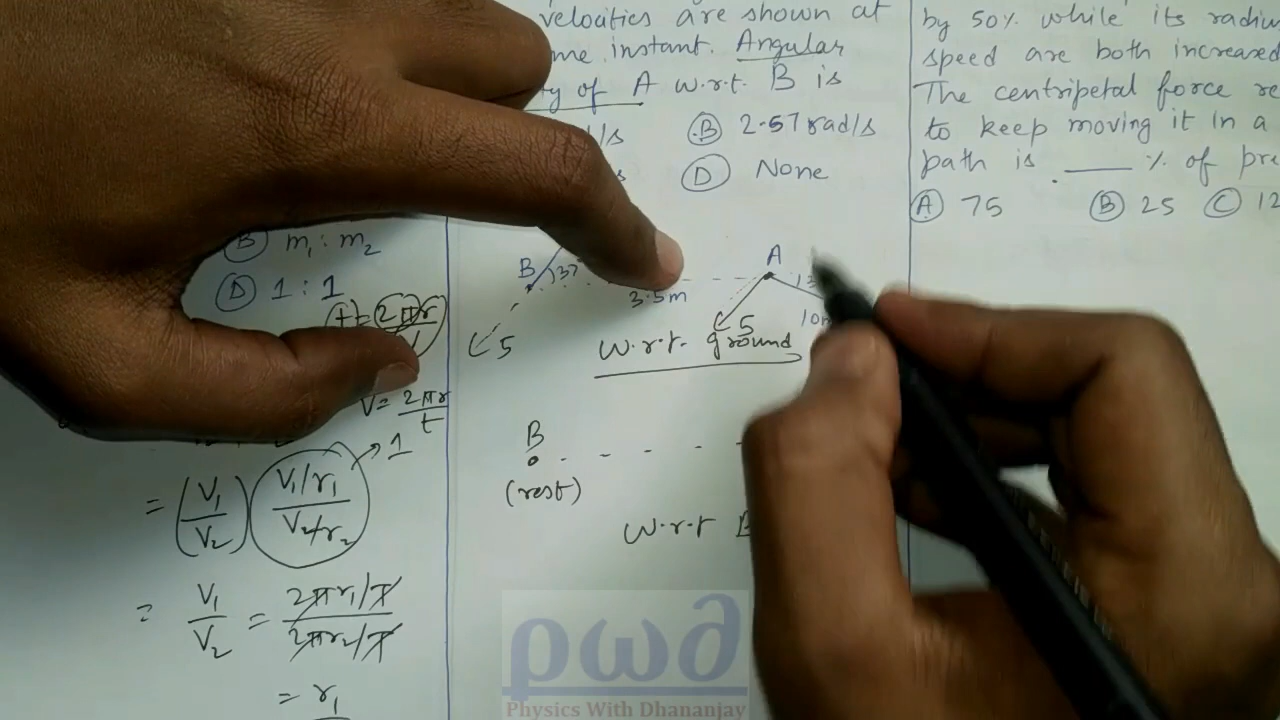 B m₁ : m₂
D 1 : 1
V = 2πr/t
= (V₁/V₂) (V₁/r₁ / V₂/r₂) → 1
= V₁/V₂ = 2πr₁/t / 2πr₂/t
= r₁
velocities are shown at
me instant. Angular
ty of A w.r.t. B is
/s B 2.57 rad/s
s D None
B 37
A
3.5m
5
5
w.r.t. ground
B
(rest)
w.r.t B
by 50% while its radiu
speed are both increased
The centripetal force re
to keep moving it in a
path is ____ % of pre
A 75 B 25 C 12
ρω∂
Physics With Dhananjay